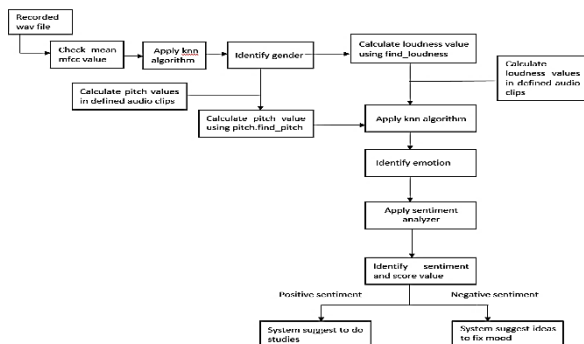 Recorded
wav file
Check mean
mfcc value
Apply knn
algorithm
Identify gender
Calculate loudness value
using find_loudness
Calculate
loudness values
in defined audio
clips
Calculate pitch values
in defined audio clips
Calculate pitch value
using pitch.find_pitch
Apply knn algorithm
Identify emotion
Apply sentiment
analyzer
Identify sentiment
and score value
Positive sentiment
Negative sentiment
System suggest to do
studies
System suggest ideas
to fix mood